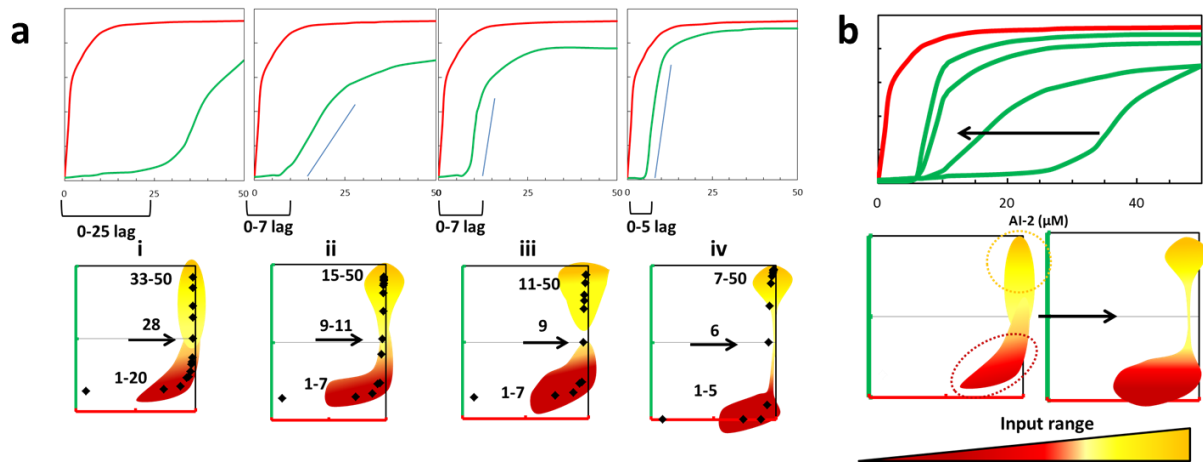 a
b
0 25 50
0 25 50
0 25 50
0 25 50
0-25 lag
0-7 lag
0-7 lag
0-5 lag
0 20 40
AI-2 (µM)
i
ii
iii
iv
33-50
28
1-20
15-50
9-11
1-7
11-50
9
1-7
7-50
6
1-5
Input range